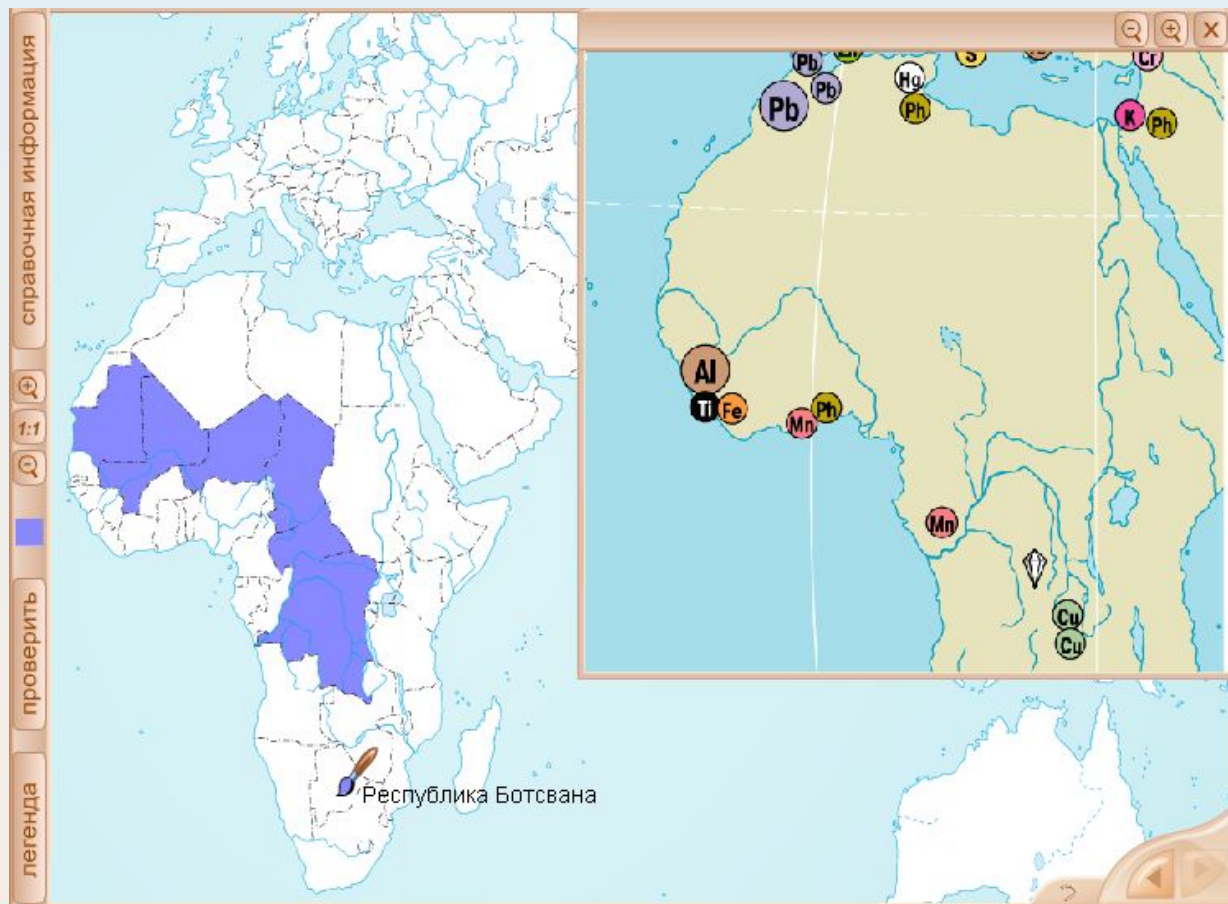 справочная информация
1:1
проверить
легенда
Республика Ботсвана
Pb
S
Cr
Pb
Hg
Pb
Ph
K
Ph
Al
Ti
Fe
Mn
Ph
Mn
Cu
Cu
?